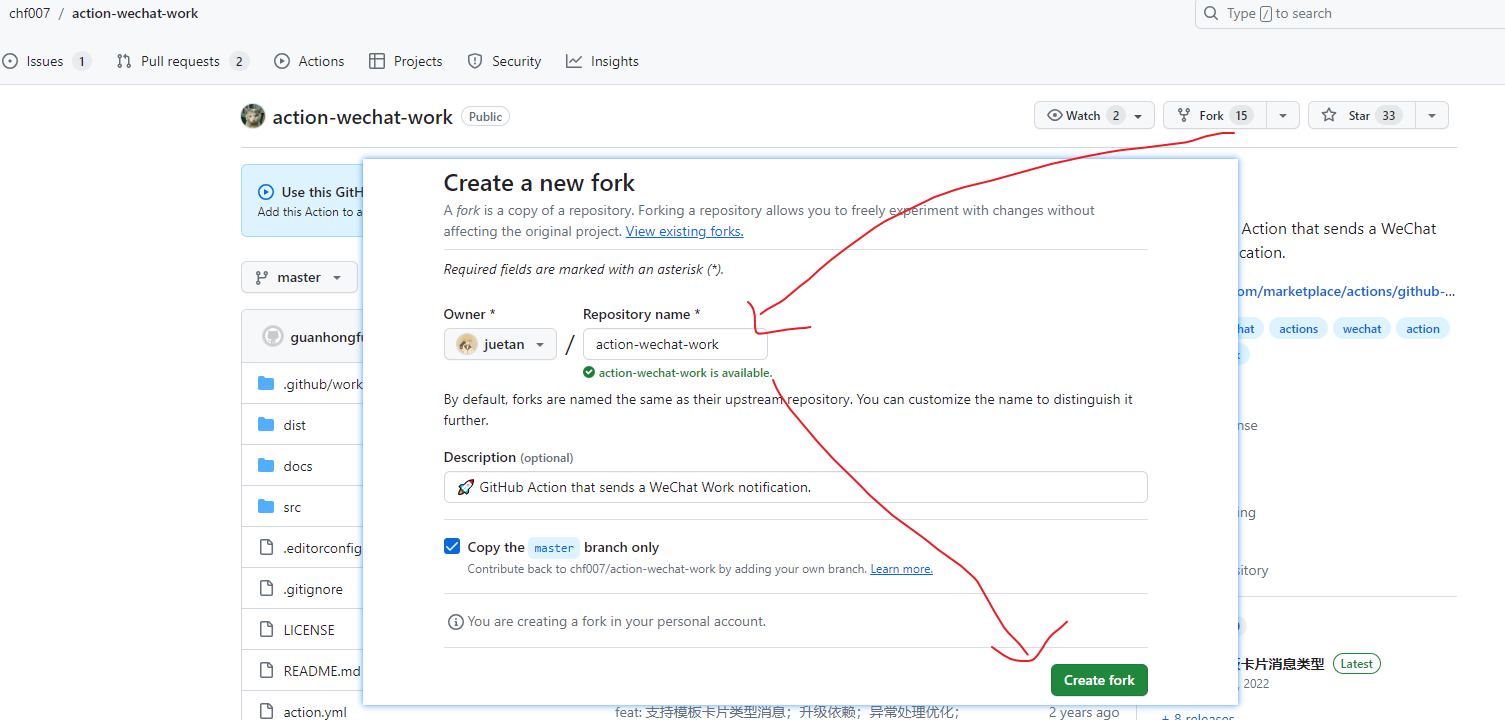 chf007 / action-wechat-work
Type / to search
Issues 1 Pull requests 2 Actions Projects Security Insights
action-wechat-work Public
Watch 2 Fork 15 Star 33
Use this GitH
Add this Action to a
master
guanhongfu
.github/work
dist
docs
src
.editorconfig
.gitignore
LICENSE
README.md
action.yml
Create a new fork
A fork is a copy of a repository. Forking a repository allows you to freely experiment with changes without
affecting the original project. View existing forks.
Required fields are marked with an asterisk (*).
Owner * Repository name *
juetan / action-wechat-work
action-wechat-work is available.
By default, forks are named the same as their upstream repository. You can customize the name to distinguish it
further.
Description (optional)
🚀 GitHub Action that sends a WeChat Work notification.
Copy the master branch only
Contribute back to chf007/action-wechat-work by adding your own branch. Learn more.
You are creating a fork in your personal account.
Create fork
feat: 支持模板卡片类型消息；升级依赖；异常处理优化； 2 years ago
Action that sends a WeChat
cation.
om/marketplace/actions/github-...
hat actions wechat action
k
nse
ng
sitory
卡片消息类型 Latest
, 2022
+ 8 releases